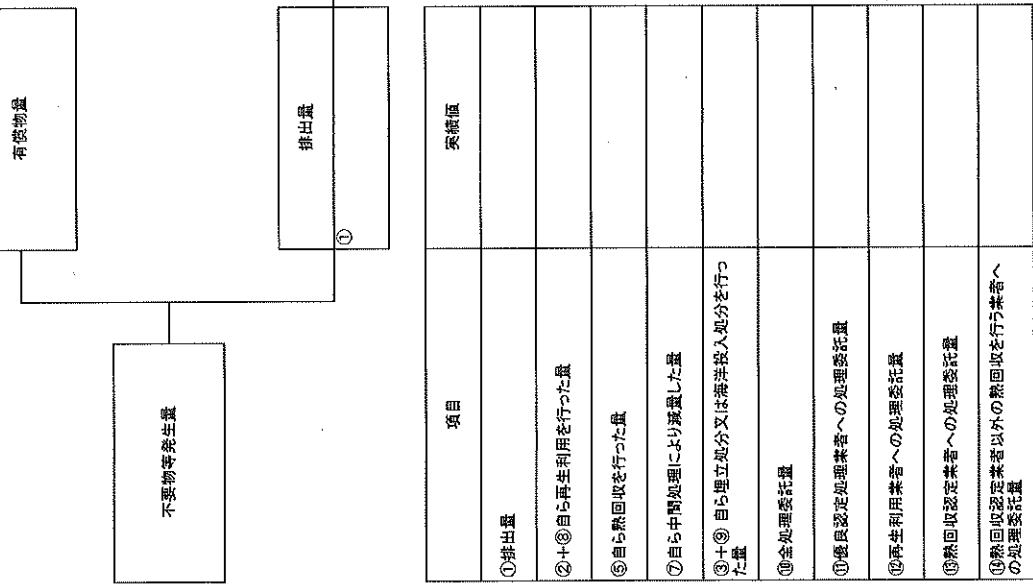 有償物量
不要物等発生量
排出量
①
項目
実績値
①排出量
②+⑧自ら再生利用を行った量
⑤自ら熱回収を行った量
⑦自ら中間処理により減量した量
③+⑨ 自ら埋立処分又は海洋投入処分を行っ
た量
⑩全処理委託量
⑪優良認定処理業者への処理委託量
⑫再生利用業者への処理委託量
⑬熱回収認定業者への処理委託量
⑭熱回収認定業者以外の熱回収を行う業者へ
の処理委託量